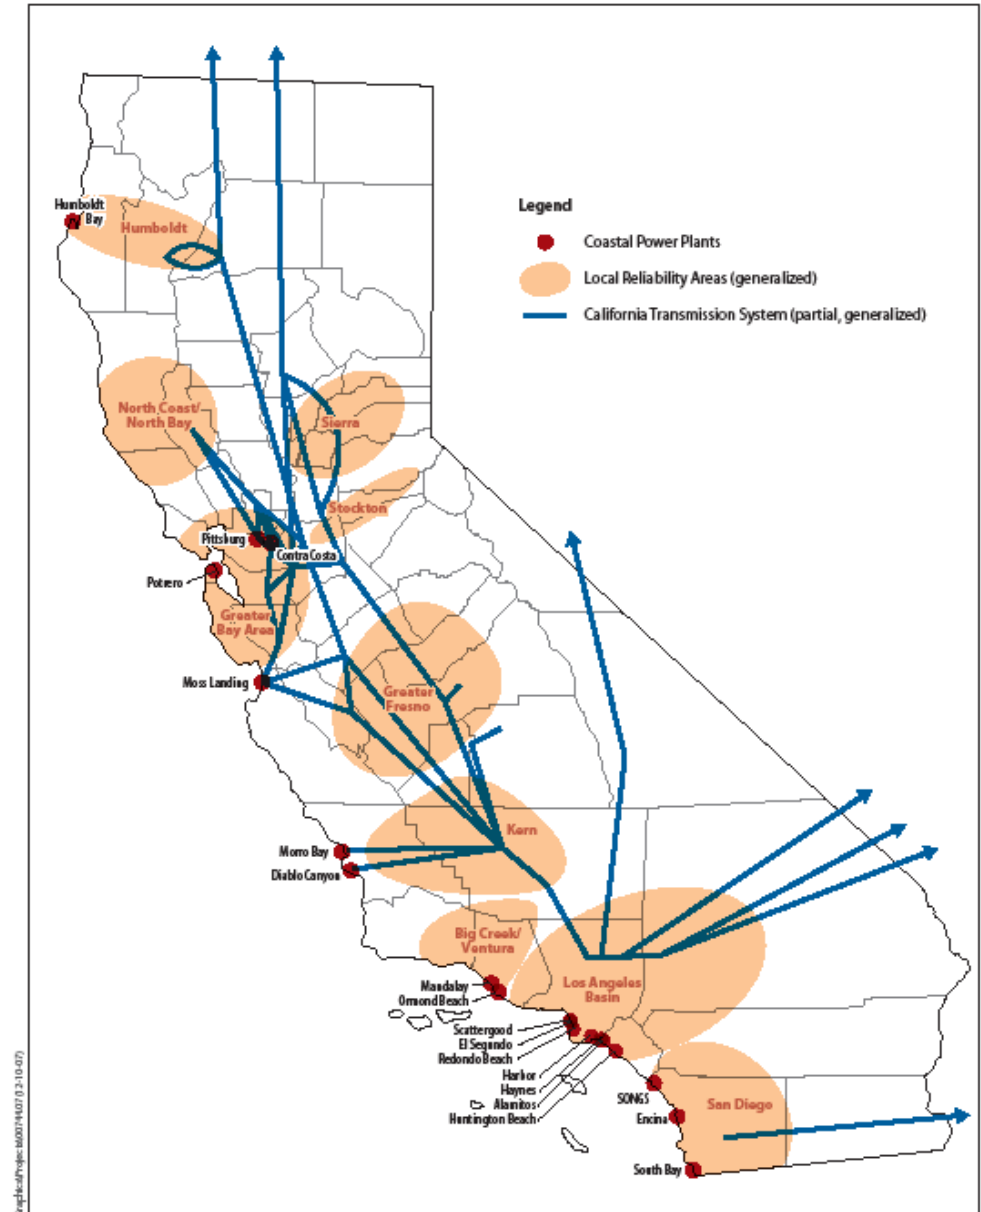 Legend
Coastal Power Plants
Local Reliability Areas (generalized)
California Transmission System (partial, generalized)
Humboldt
Bay
Humboldt
North Coast/
North Bay
Sierra
Stockton
Pittsburg
Contra Costa
Potrero
Greater
Bay Area
Moss Landing
Greater
Fresno
Kern
Morro Bay
Diablo Canyon
Big Creek/
Ventura
Los Angeles
Basin
Mandalay
Ormond Beach
Scattergood
El Segundo
Redondo Beach
Harbor
Haynes
Alamitos
Huntington Beach
SONGS
Encina
San Diego
South Bay